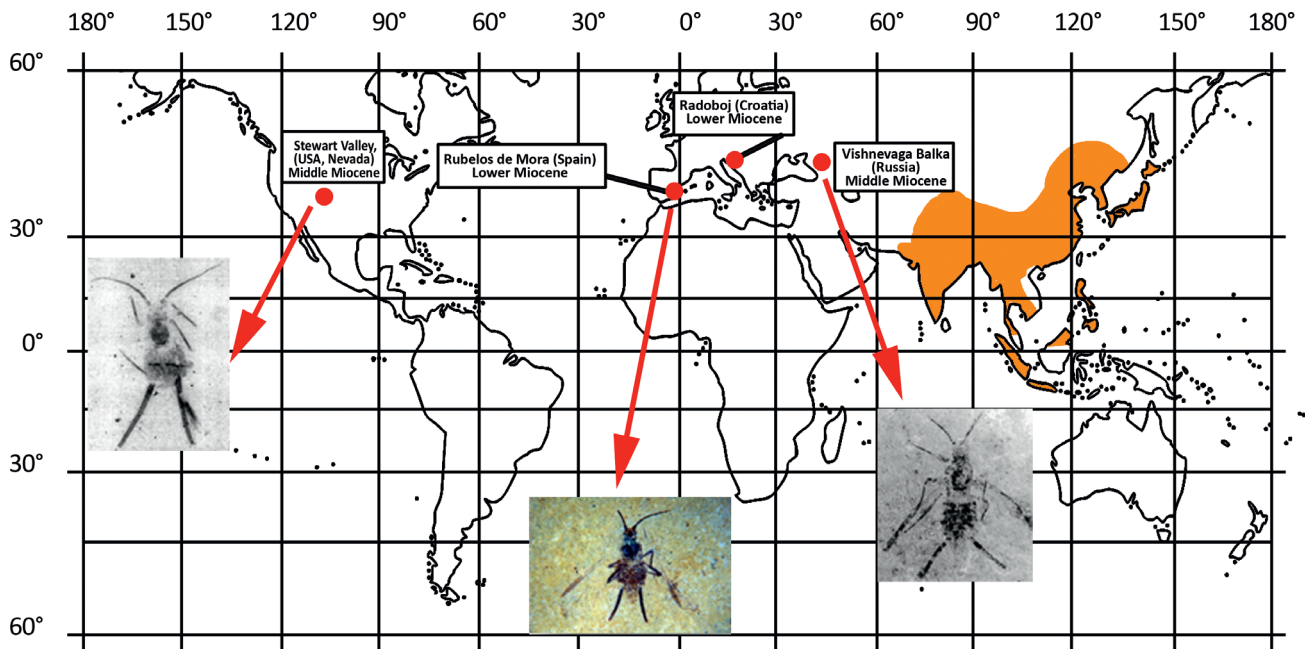 180° 150° 120° 90° 60° 30° 0° 30° 60° 90° 120° 150° 180°
60°
Radoboj (Croatia)
Lower Miocene
Stewart Valley,
(USA, Nevada)
Middle Miocene
Rubelos de Mora (Spain)
Lower Miocene
Vishnevaga Balka
(Russia)
Middle Miocene
30°
0°
30°
60°